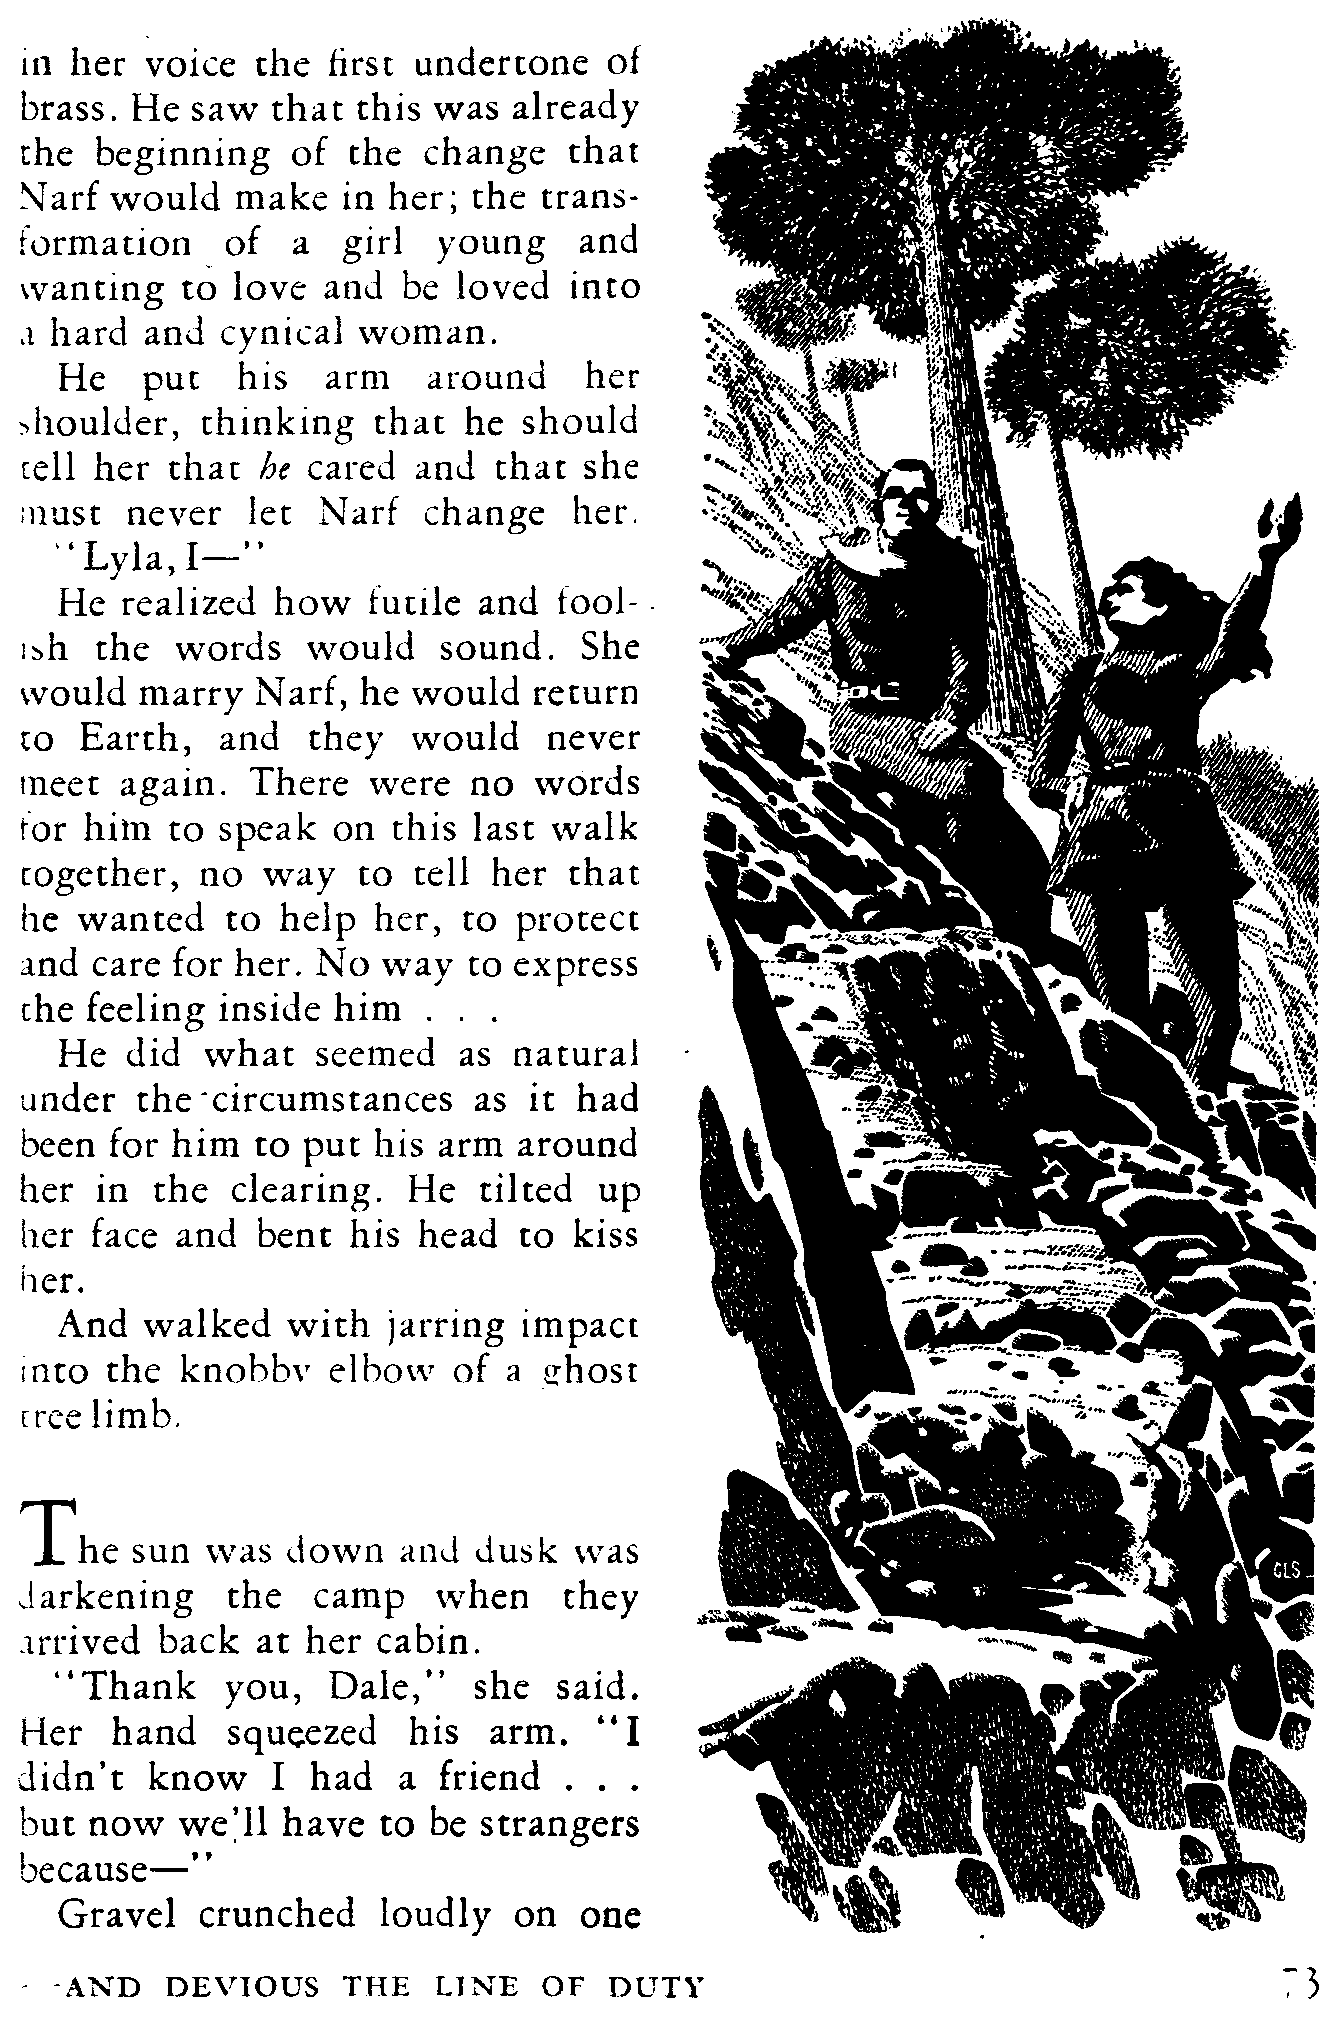 in her voice the first undertone of
brass. He saw that this was already
the beginning of the change that
Narf would make in her; the trans-
formation of a girl young and
wanting to love and be loved into
a hard and cynical woman.
He put his arm around her
shoulder, thinking that he should
tell her that he cared and that she
must never let Narf change her.
"Lyla, I—"
He realized how futile and fool-
ish the words would sound. She
would marry Narf, he would return
to Earth, and they would never
meet again. There were no words
for him to speak on this last walk
together, no way to tell her that
he wanted to help her, to protect
and care for her. No way to express
the feeling inside him . . .
He did what seemed as natural
under the circumstances as it had
been for him to put his arm around
her in the clearing. He tilted up
her face and bent his head to kiss
her.
And walked with jarring impact
into the knobby elbow of a ghost
tree limb.
The sun was down and dusk was
darkening the camp when they
arrived back at her cabin.
"Thank you, Dale," she said.
Her hand squeezed his arm. "I
didn't know I had a friend . . .
but now we'll have to be strangers
because—"
Gravel crunched loudly on one
GLS
—AND DEVIOUS THE LINE OF DUTY
73